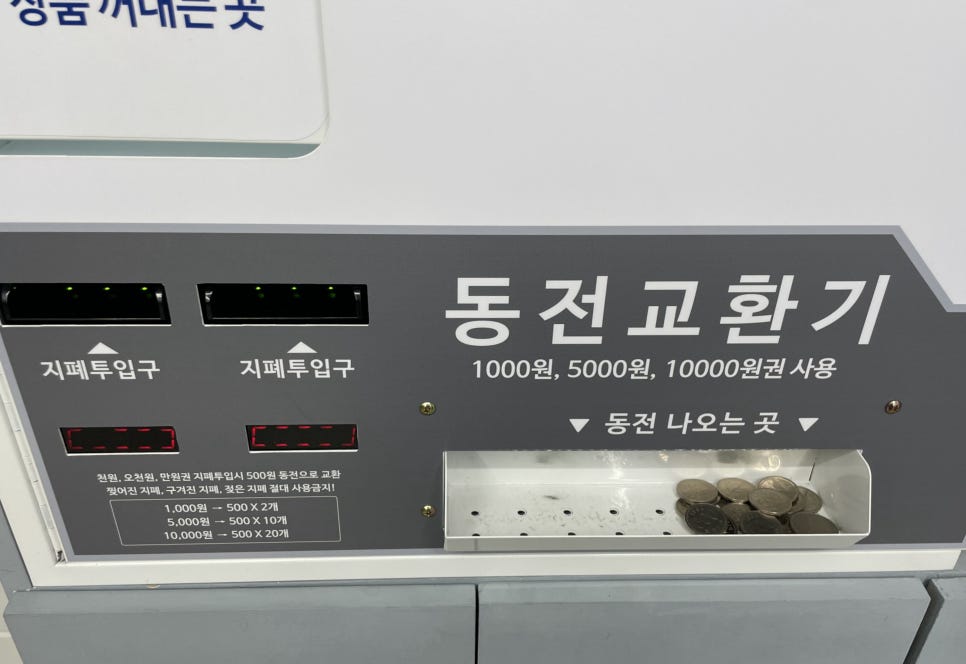 꺼내는 곳
동전교환기
1000원, 5000원, 10000원권 사용
지폐투입구
지폐투입구
▼ 동전 나오는 곳 ▼
천원, 오천원, 만원권 지폐투입시 500원 동전으로 교환
찢어진 지폐, 구겨진 지폐, 젖은 지폐 절대 사용금지!
1,000원 → 500 X 2개
5,000원 → 500 X 10개
10,000원 → 500 X 20개